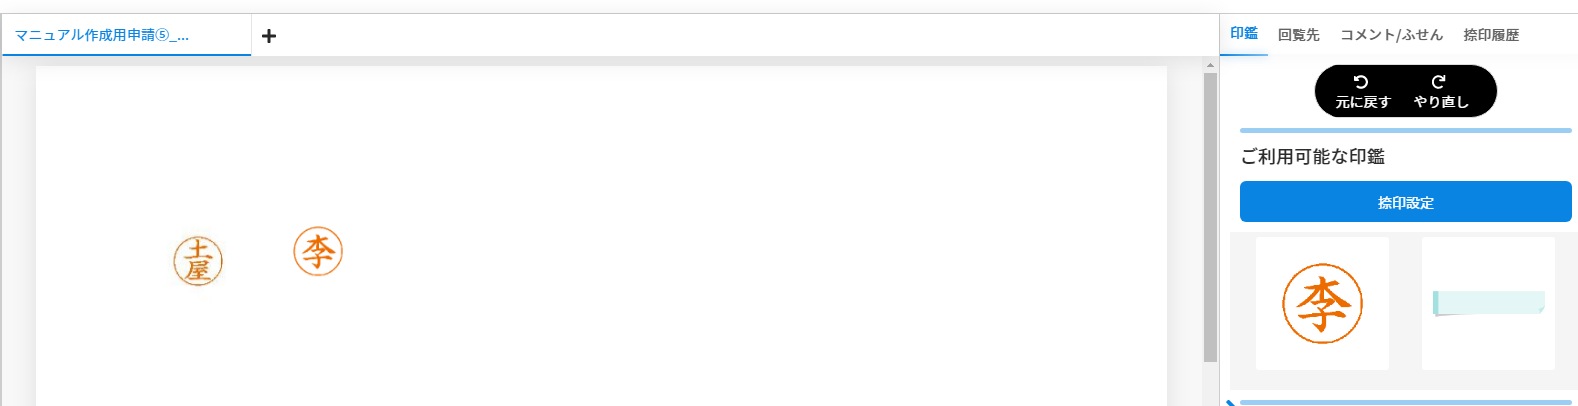 マニュアル作成用申請⑤_...
印鑑 回覧先 コメント/ふせん 捺印履歴
元に戻す やり直し
ご利用可能な印鑑
捺印設定
土屋
李
李